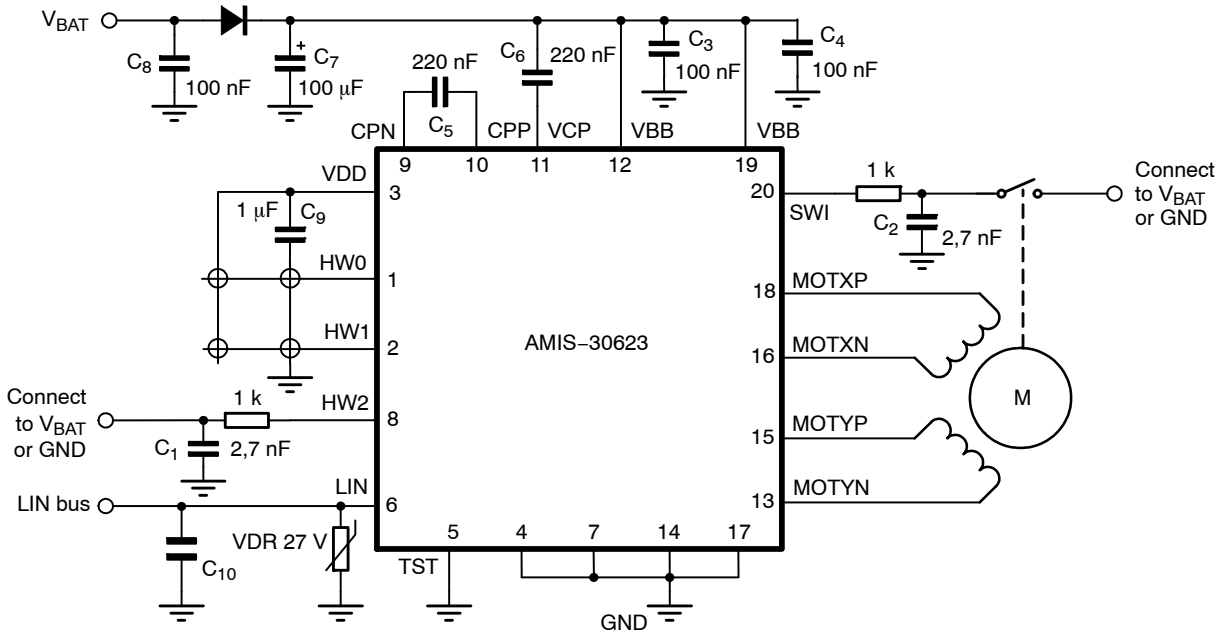 VBAT
C8
100 nF
+
C7
100 µF
220 nF
C5
C6
220 nF
C3
100 nF
C4
100 nF
CPN
CPP
VCP
VBB
VBB
9
10
11
12
19
VDD
3
1 µF
C9
HW0
1
HW1
2
Connect
to VBAT
or GND
1 k
HW2
8
C1
2,7 nF
LIN bus
LIN
6
C10
VDR 27 V
AMIS−30623
20
SWI
1 k
C2
2,7 nF
Connect
to VBAT
or GND
18
MOTXP
16
MOTXN
M
15
MOTYP
13
MOTYN
5
4
7
14
17
TST
GND